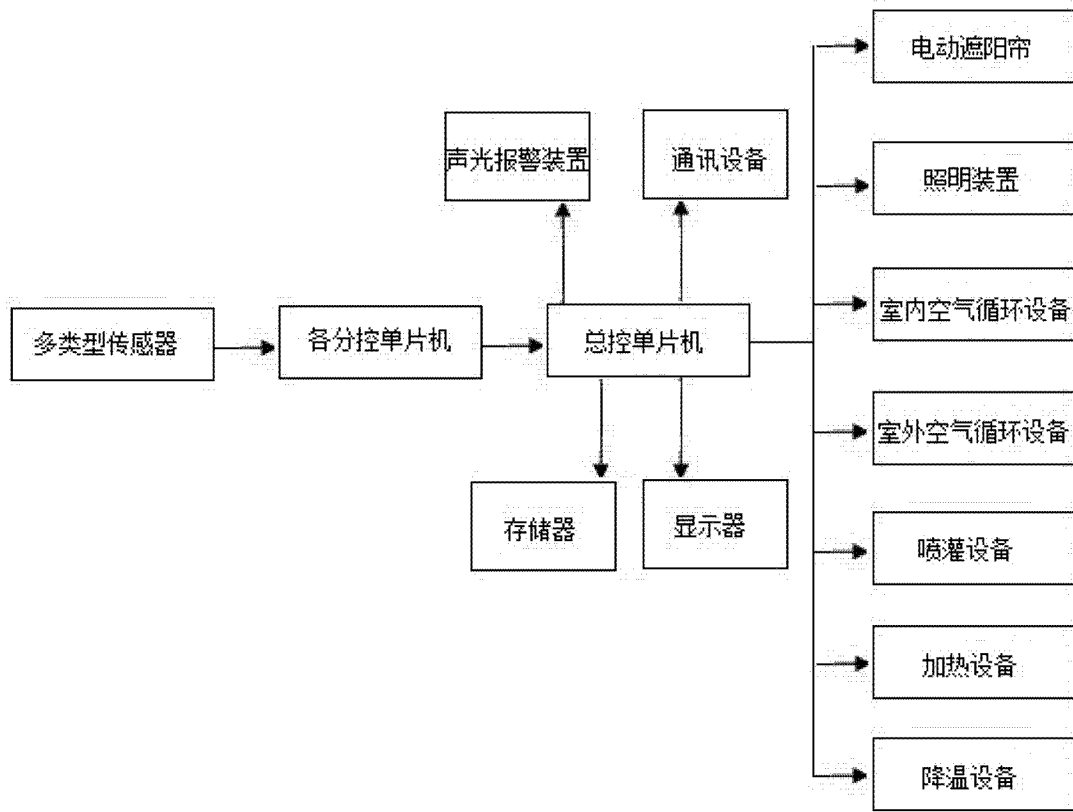 电动遮阳帘
声光报警装置
通讯设备
照明装置
室内空气循环设备
多类型传感器
各分控单片机
总控单片机
室外空气循环设备
存储器
显示器
喷灌设备
加热设备
降温设备